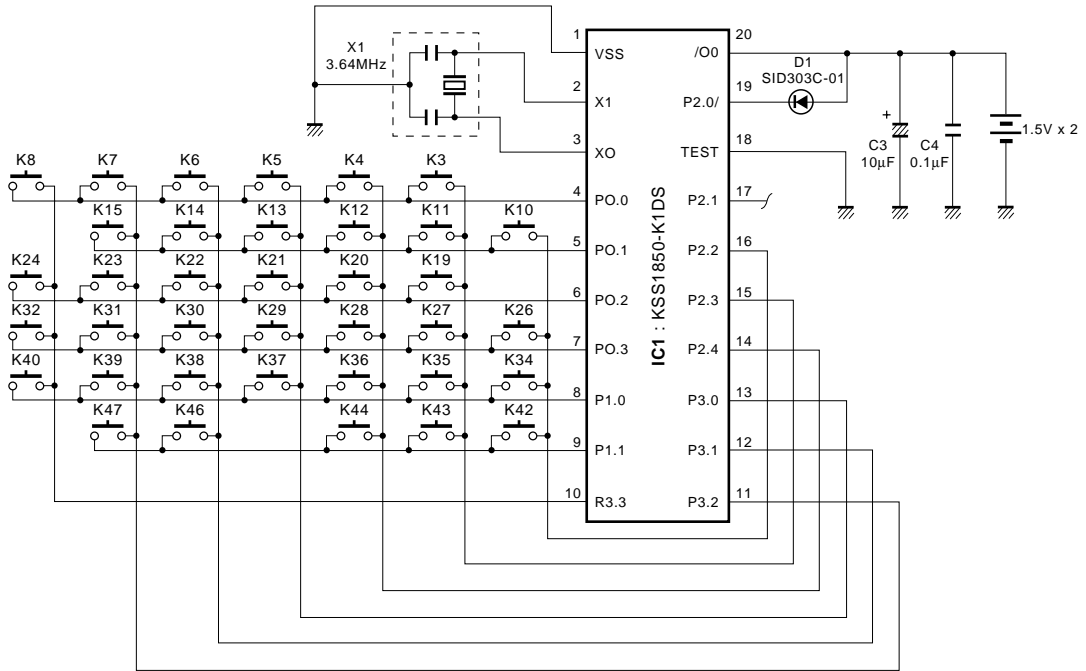 X1
3.64MHz
IC1 : KSS1850-K1DS
1
VSS
2
X1
3
XO
4
PO.0
5
PO.1
6
PO.2
7
PO.3
8
P1.0
9
P1.1
10
R3.3
20
/O0
19
P2.0/
18
TEST
17
P2.1
16
P2.2
15
P2.3
14
P2.4
13
P3.0
12
P3.1
11
P3.2
D1
SID303C-01
+
C3
10μF
C4
0.1μF
1.5V x 2
K8 K7 K6 K5 K4 K3
K15 K14 K13 K12 K11 K10
K24 K23 K22 K21 K20 K19
K32 K31 K30 K29 K28 K27 K26
K40 K39 K38 K37 K36 K35 K34
K47 K46 K44 K43 K42